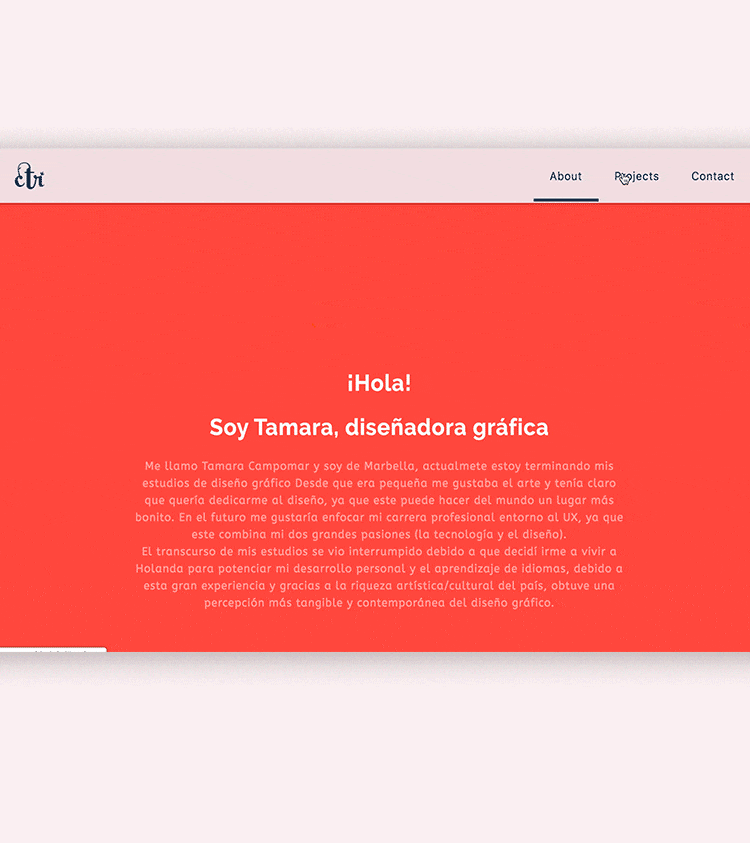 ctr
About Projects Contact
¡Hola!
Soy Tamara, diseñadora gráfica
Me llamo Tamara Campomar y soy de Marbella, actualmete estoy terminando mis
estudios de diseño gráfico Desde que era pequeña me gustaba el arte y tenía claro
que quería dedicarme al diseño, ya que este puede hacer del mundo un lugar más
bonito. En el futuro me gustaría enfocar mi carrera profesional entorno al UX, ya que
este combina mi dos grandes pasiones (la tecnología y el diseño).
El transcurso de mis estudios se vio interrumpido debido a que decidí irme a vivir a
Holanda para potenciar mi desarrollo personal y el aprendizaje de idiomas, debido a
esta gran experiencia y gracias a la riqueza artística/cultural del país, obtuve una
percepción más tangible y contemporánea del diseño gráfico.